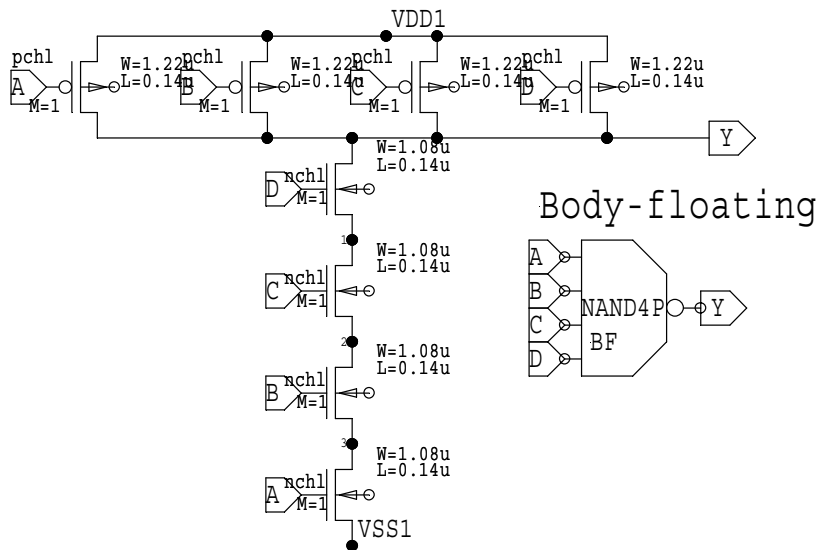 VDD1
pchl
W=1.22u
L=0.14u
A
M=1
pchl
W=1.22u
L=0.14u
B
M=1
pchl
W=1.22u
L=0.14u
C
M=1
pchl
W=1.22u
L=0.14u
D
M=1
Y
W=1.08u
L=0.14u
nchl
D
M=1
1
W=1.08u
L=0.14u
nchl
C
M=1
2
W=1.08u
L=0.14u
nchl
B
M=1
3
W=1.08u
L=0.14u
nchl
A
M=1
VSS1
Body-floating
A
B
C
D
NAND4P
BF
Y